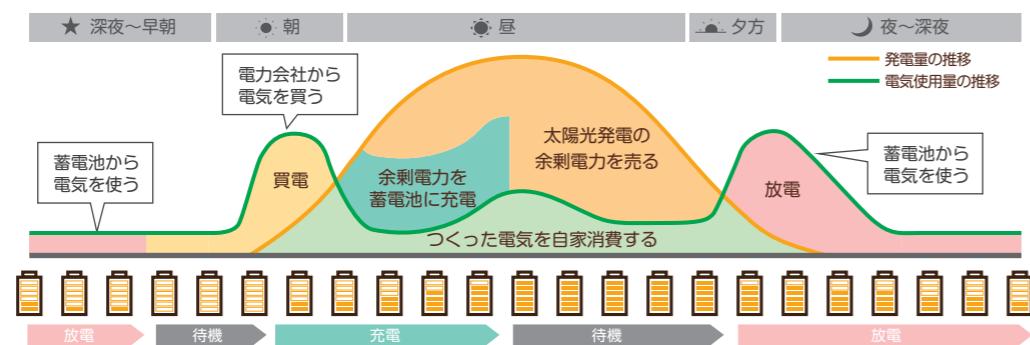 ★ 深夜～早朝
朝
昼
夕方
夜～深夜
発電量の推移
電気使用量の推移
電力会社から
電気を買う
蓄電池から
電気を使う
買電
余剰電力を
蓄電池に充電
太陽光発電の
余剰電力を売る
放電
蓄電池から
電気を使う
つくった電気を自家消費する
放電
待機
充電
待機
放電